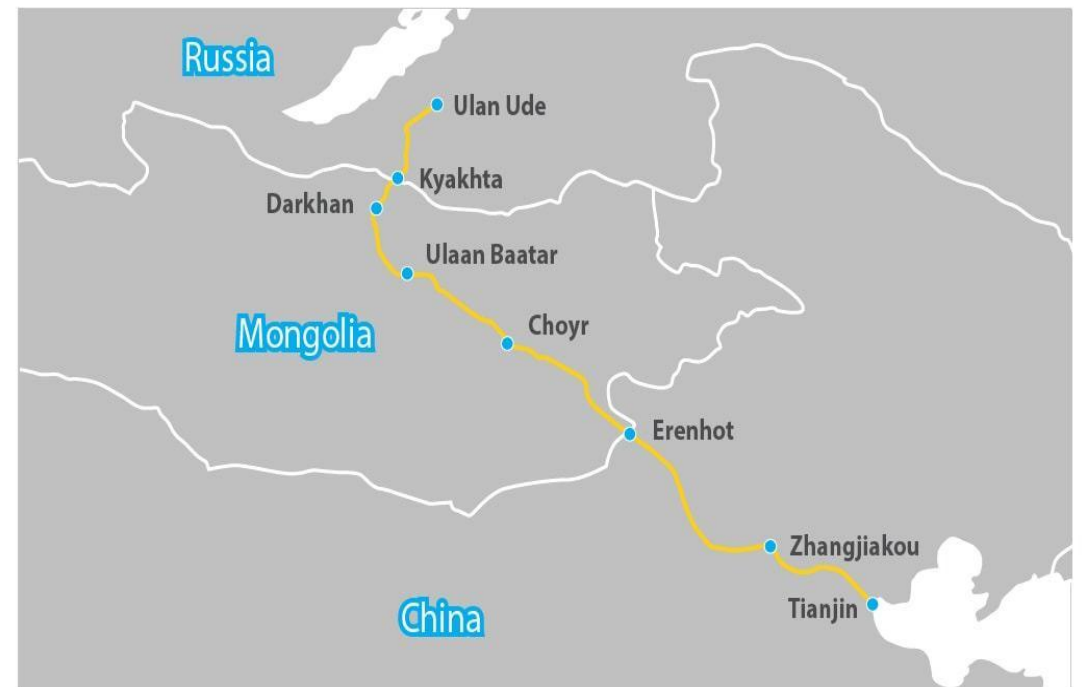 Russia
Ulan Ude
Kyakhta
Darkhan
Ulaan Baatar
Choyr
Mongolia
Erenhot
Zhangjiakou
Tianjin
China